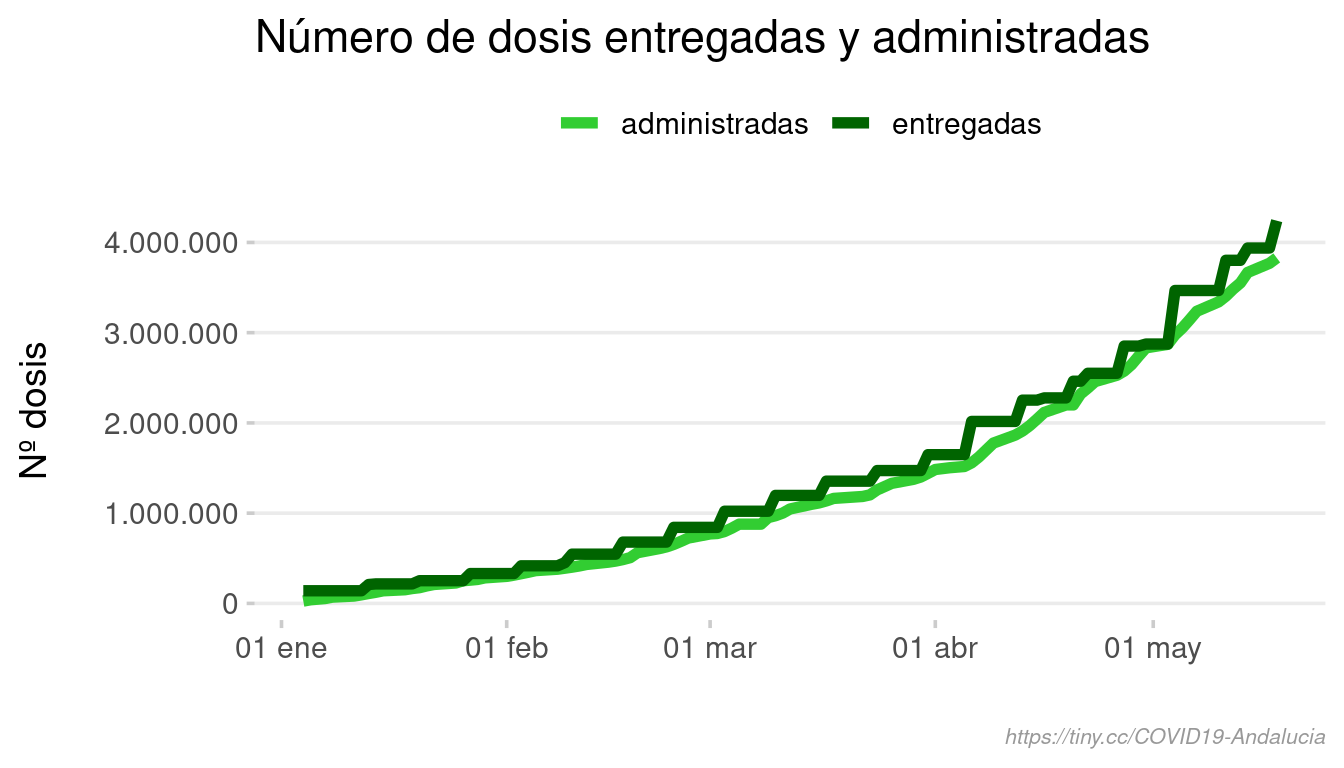 Número de dosis entregadas y administradas
administradas entregadas
Nº dosis
4.000.000
3.000.000
2.000.000
1.000.000
0
01 ene 01 feb 01 mar 01 abr 01 may
https://tiny.cc/COVID19-Andalucia